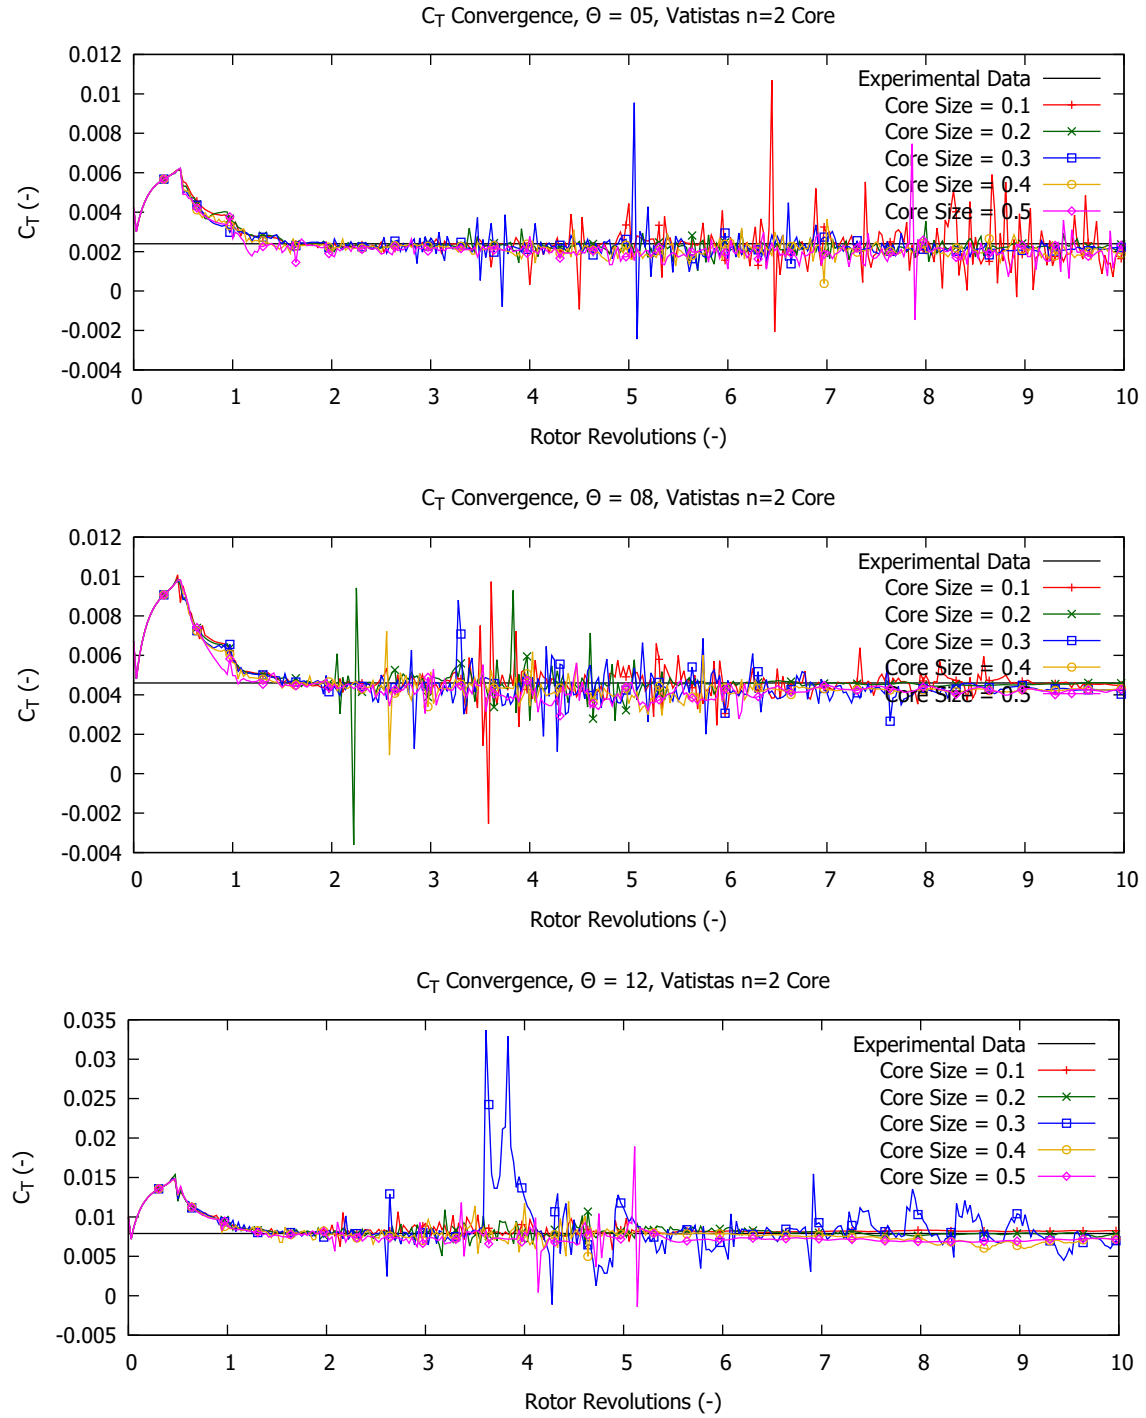 C_T Convergence, Θ = 05, Vatistas n=2 Core
0.012
0.01
0.008
0.006
0.004
0.002
0
-0.002
-0.004
C_T (-)
Experimental Data
Core Size = 0.1
Core Size = 0.2
Core Size = 0.3
Core Size = 0.4
Core Size = 0.5
0 1 2 3 4 5 6 7 8 9 10
Rotor Revolutions (-)
C_T Convergence, Θ = 08, Vatistas n=2 Core
0.012
0.01
0.008
0.006
0.004
0.002
0
-0.002
-0.004
C_T (-)
Experimental Data
Core Size = 0.1
Core Size = 0.2
Core Size = 0.3
Core Size = 0.4
Core Size = 0.5
0 1 2 3 4 5 6 7 8 9 10
Rotor Revolutions (-)
C_T Convergence, Θ = 12, Vatistas n=2 Core
0.035
0.03
0.025
0.02
0.015
0.01
0.005
0
-0.005
C_T (-)
Experimental Data
Core Size = 0.1
Core Size = 0.2
Core Size = 0.3
Core Size = 0.4
Core Size = 0.5
0 1 2 3 4 5 6 7 8 9 10
Rotor Revolutions (-)